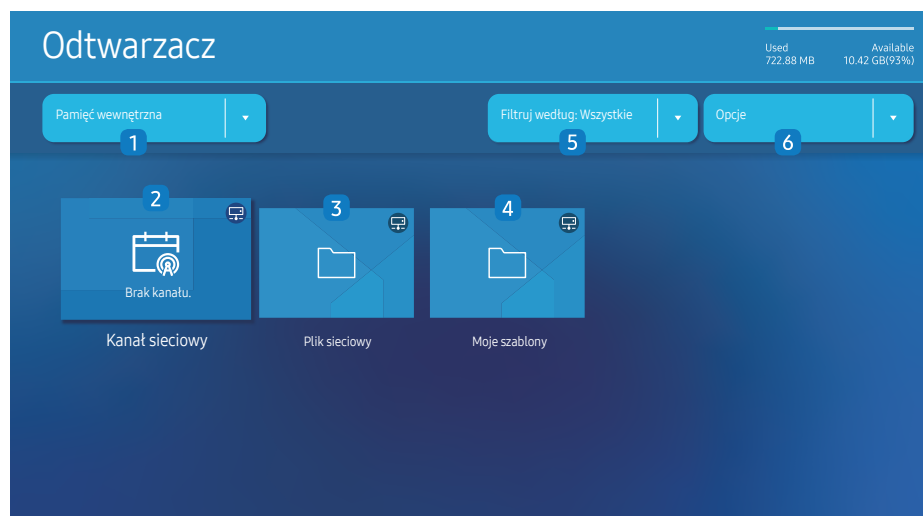 Odtwarzacz
Used Available
722.88 MB 10.42 GB(93%)
Pamięć wewnętrzna
Filtruj według: Wszystkie
Opcje
1
5
6
2
3
4
Brak kanału.
Kanał sieciowy
Plik sieciowy
Moje szablony